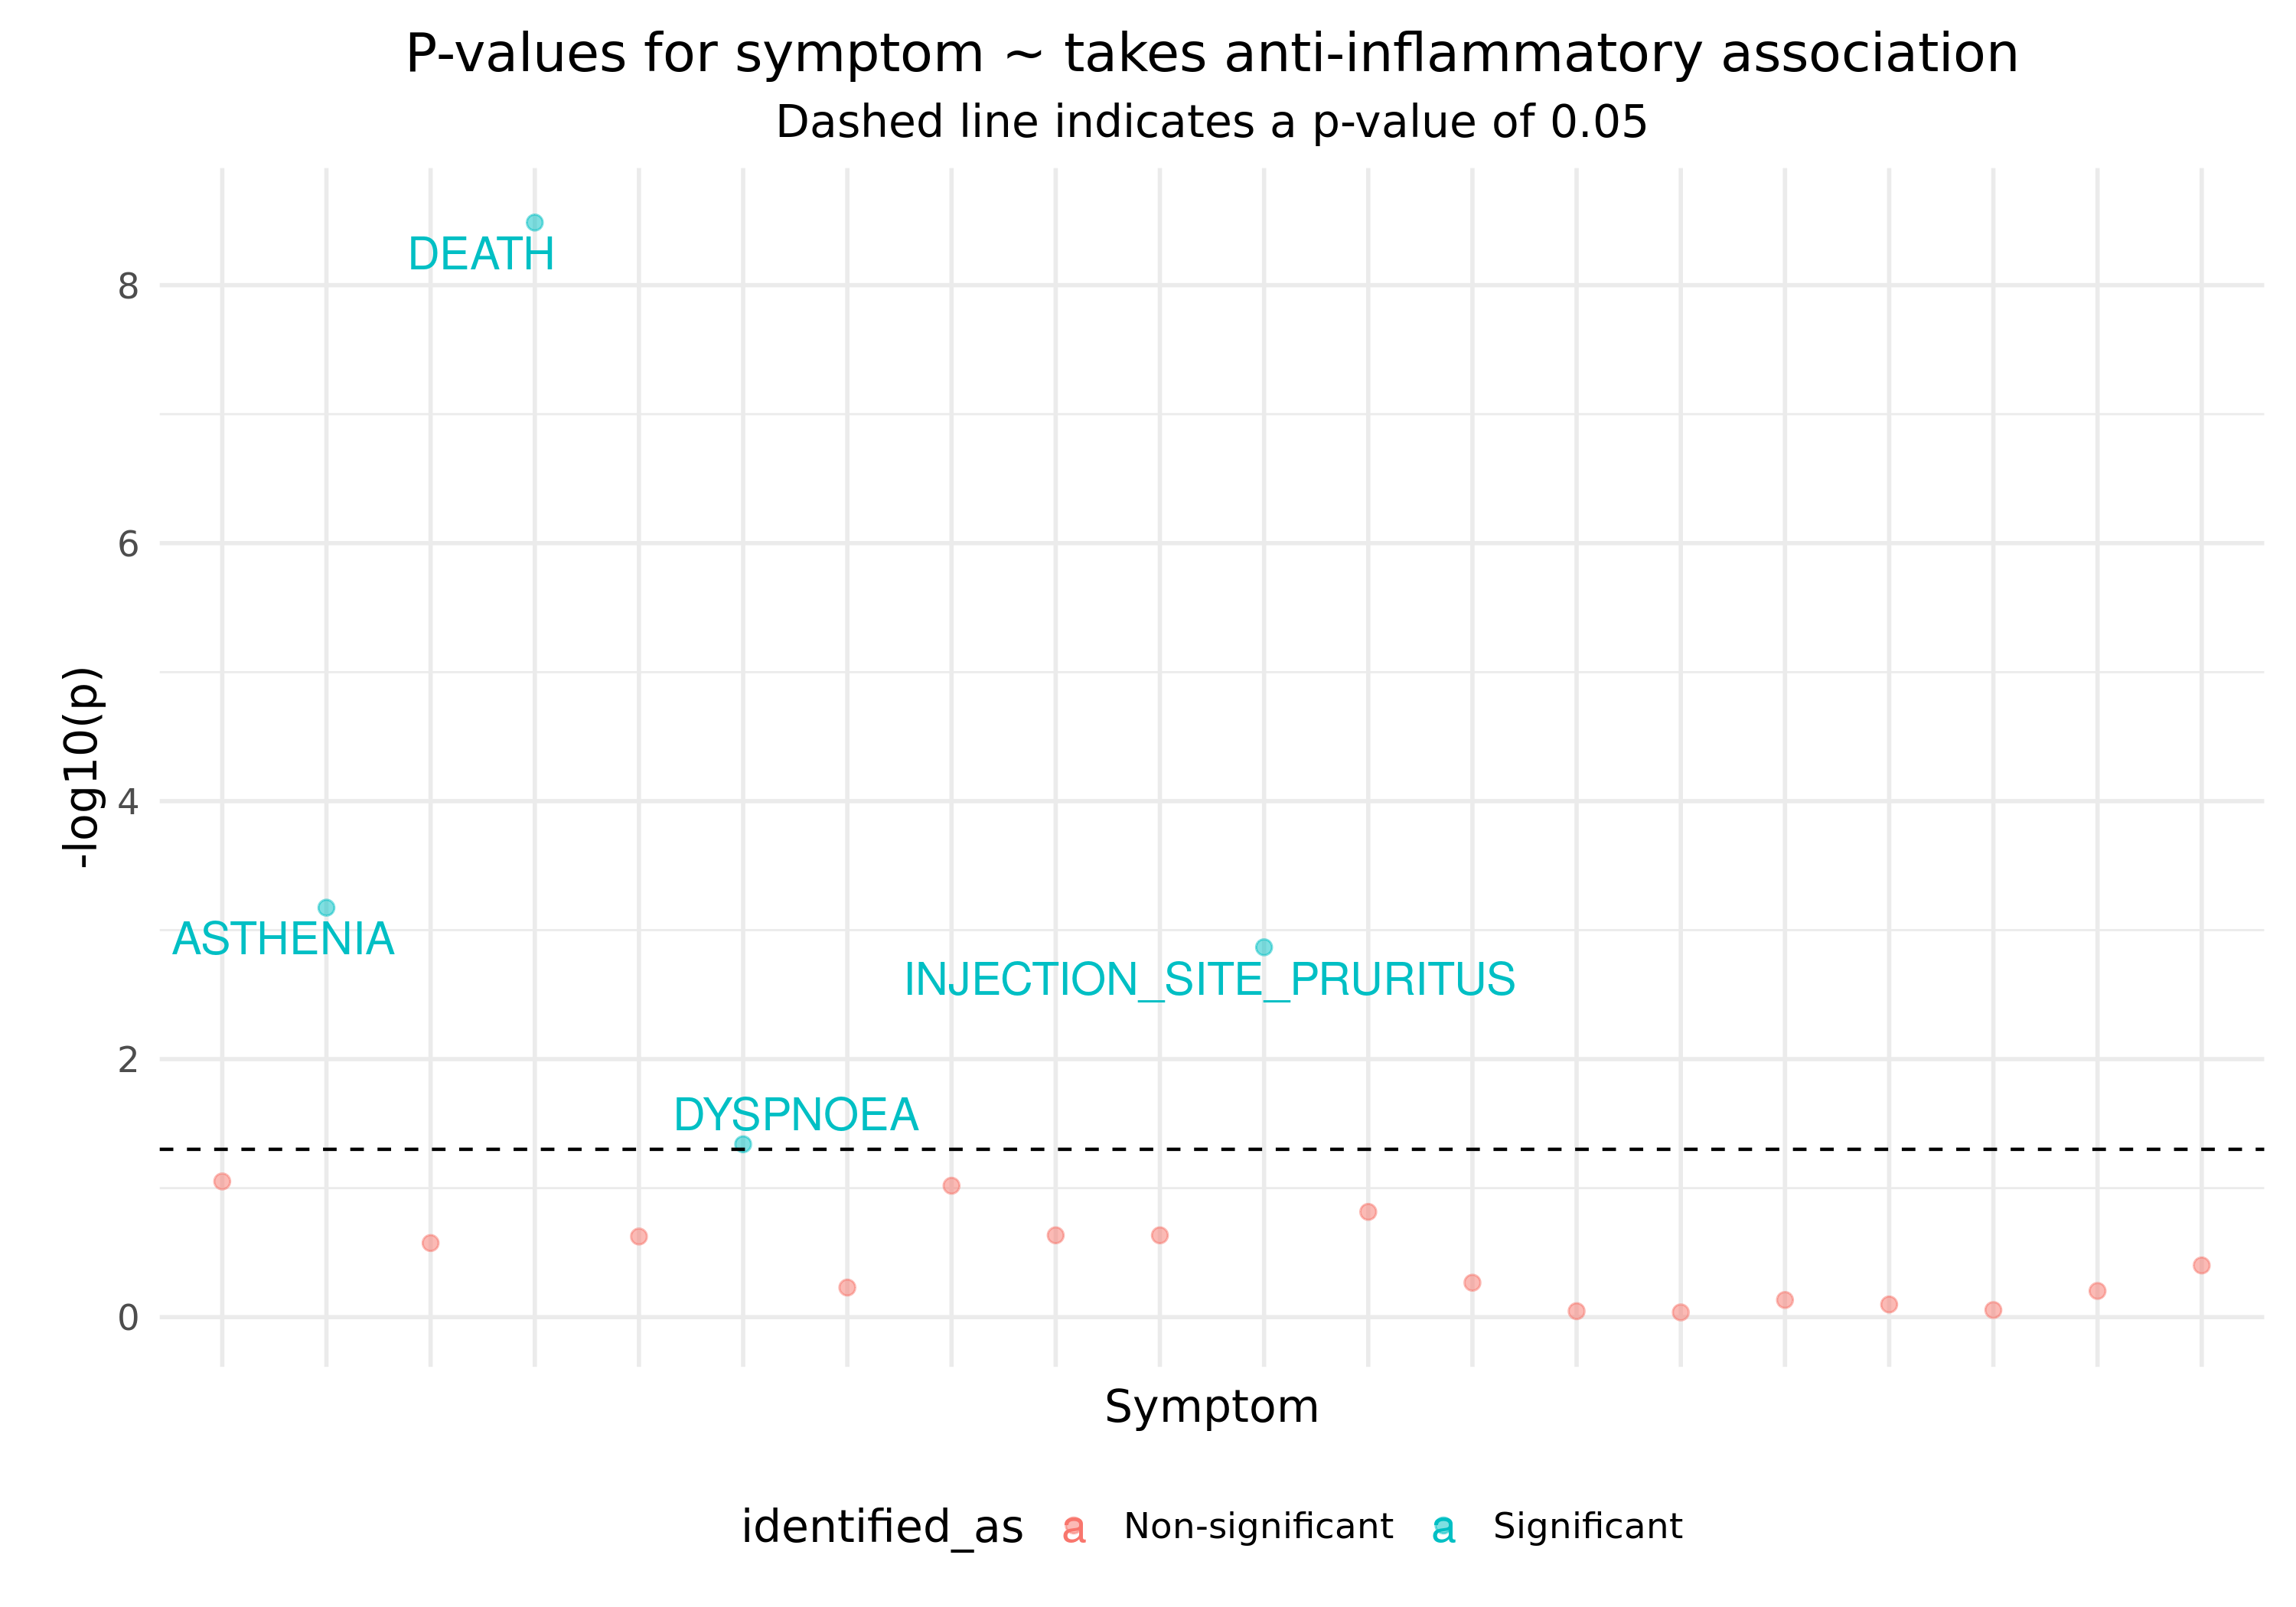 P-values for symptom ~ takes anti-inflammatory association
Dashed line indicates a p-value of 0.05
DEATH
8
6
-log10(p)
4
ASTHENIA
INJECTION_SITE_PRURITUS
2
DYSPNOEA
0
Symptom
identified_as a Non-significant a Significant